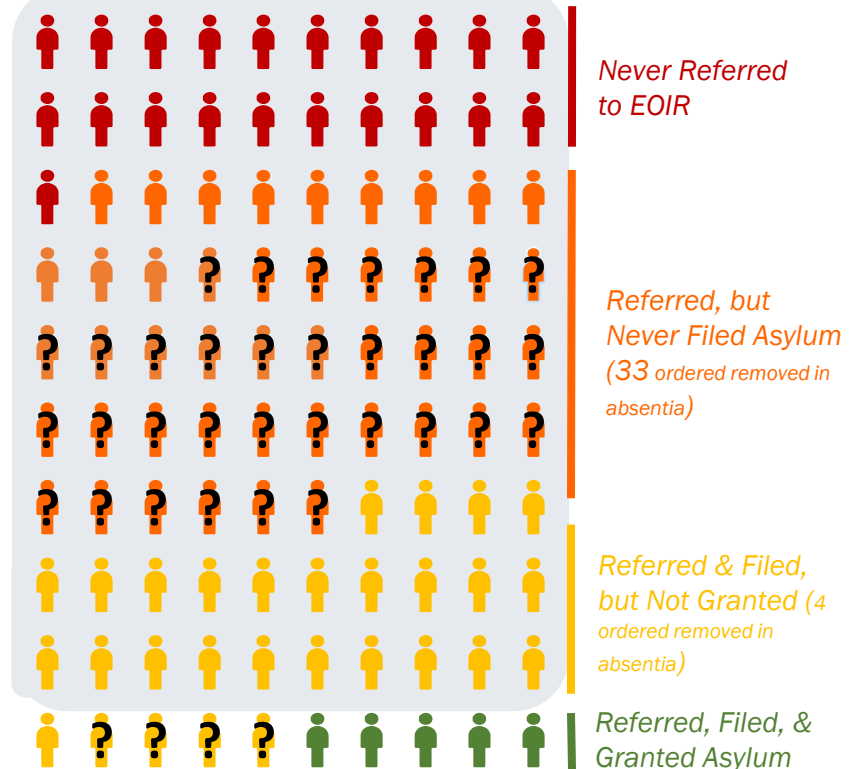 Never Referred
to EOIR
? ? ? ? ? ? ?
? ? ? ? ? ? ? ? ? ?
Referred, but
Never Filed Asylum
(33 ordered removed in
absentia)
? ? ? ? ? ? ? ? ? ?
? ? ? ? ? ?
Referred & Filed,
but Not Granted (4
ordered removed in
absentia)
? ? ? ?
Referred, Filed, &
Granted Asylum